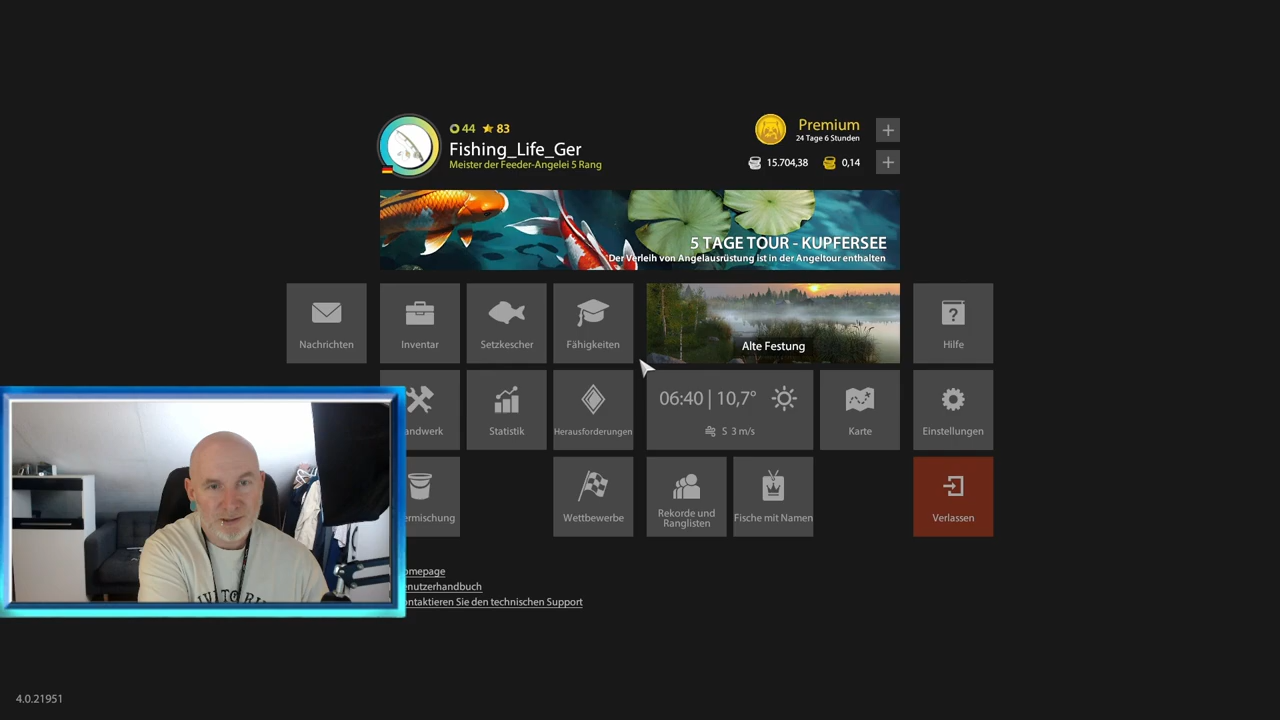 44 83
Fishing_Life_Ger
Meister der Feeder-Angelei 5 Rang
Premium
24 Tage 6 Stunden
15.704,38 0,14
5 TAGE TOUR - KUPFERSEE
*Der Verleih von Angelausrüstung ist in der Angeltour enthalten
Nachrichten
Inventar
Setzkescher
Fähigkeiten
Alte Festung
Hilfe
andwerk
Statistik
Herausforderungen
06:40 | 10,7°
S 3 m/s
Karte
Einstellungen
ermischung
Wettbewerbe
Rekorde und
Ranglisten
Fische mit Namen
Verlassen
omepage
enutzerhandbuch
ontaktieren Sie den technischen Support
4.0.21951